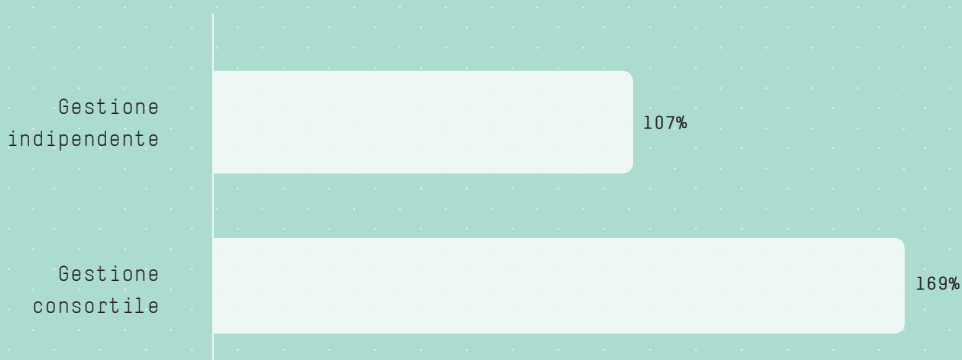 Gestione
indipendente
107%
Gestione
consortile
169%